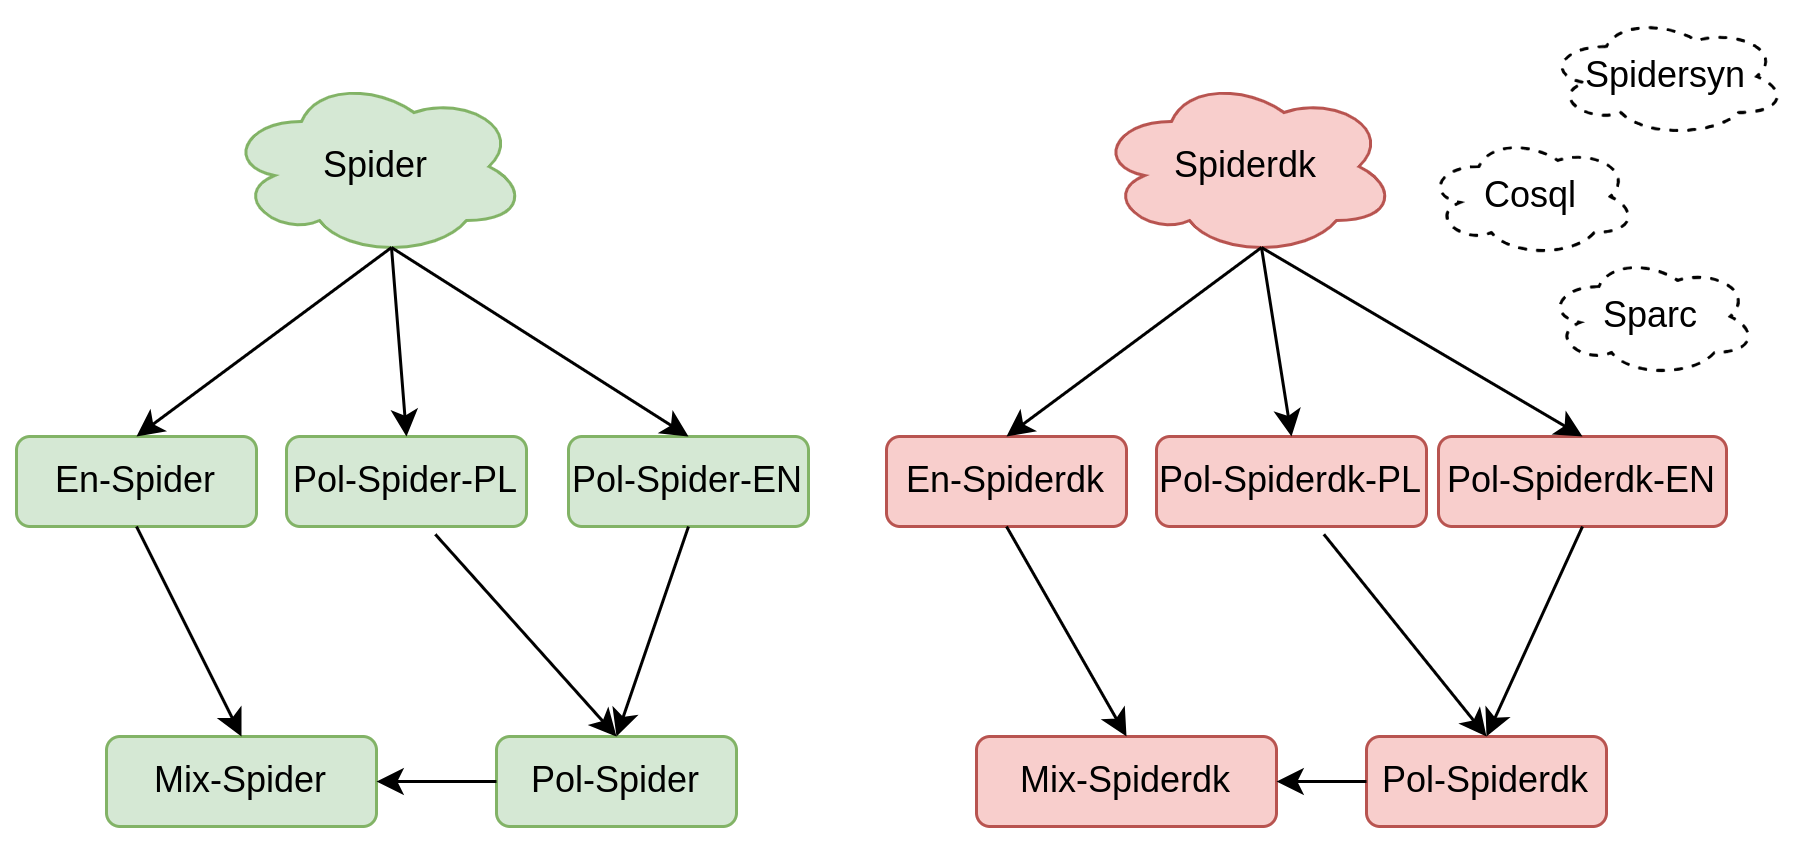 Spider
En-Spider
Pol-Spider-PL
Pol-Spider-EN
Mix-Spider
Pol-Spider
Spiderdk
Spidersyn
Cosql
Sparc
En-Spiderdk
Pol-Spiderdk-PL
Pol-Spiderdk-EN
Mix-Spiderdk
Pol-Spiderdk